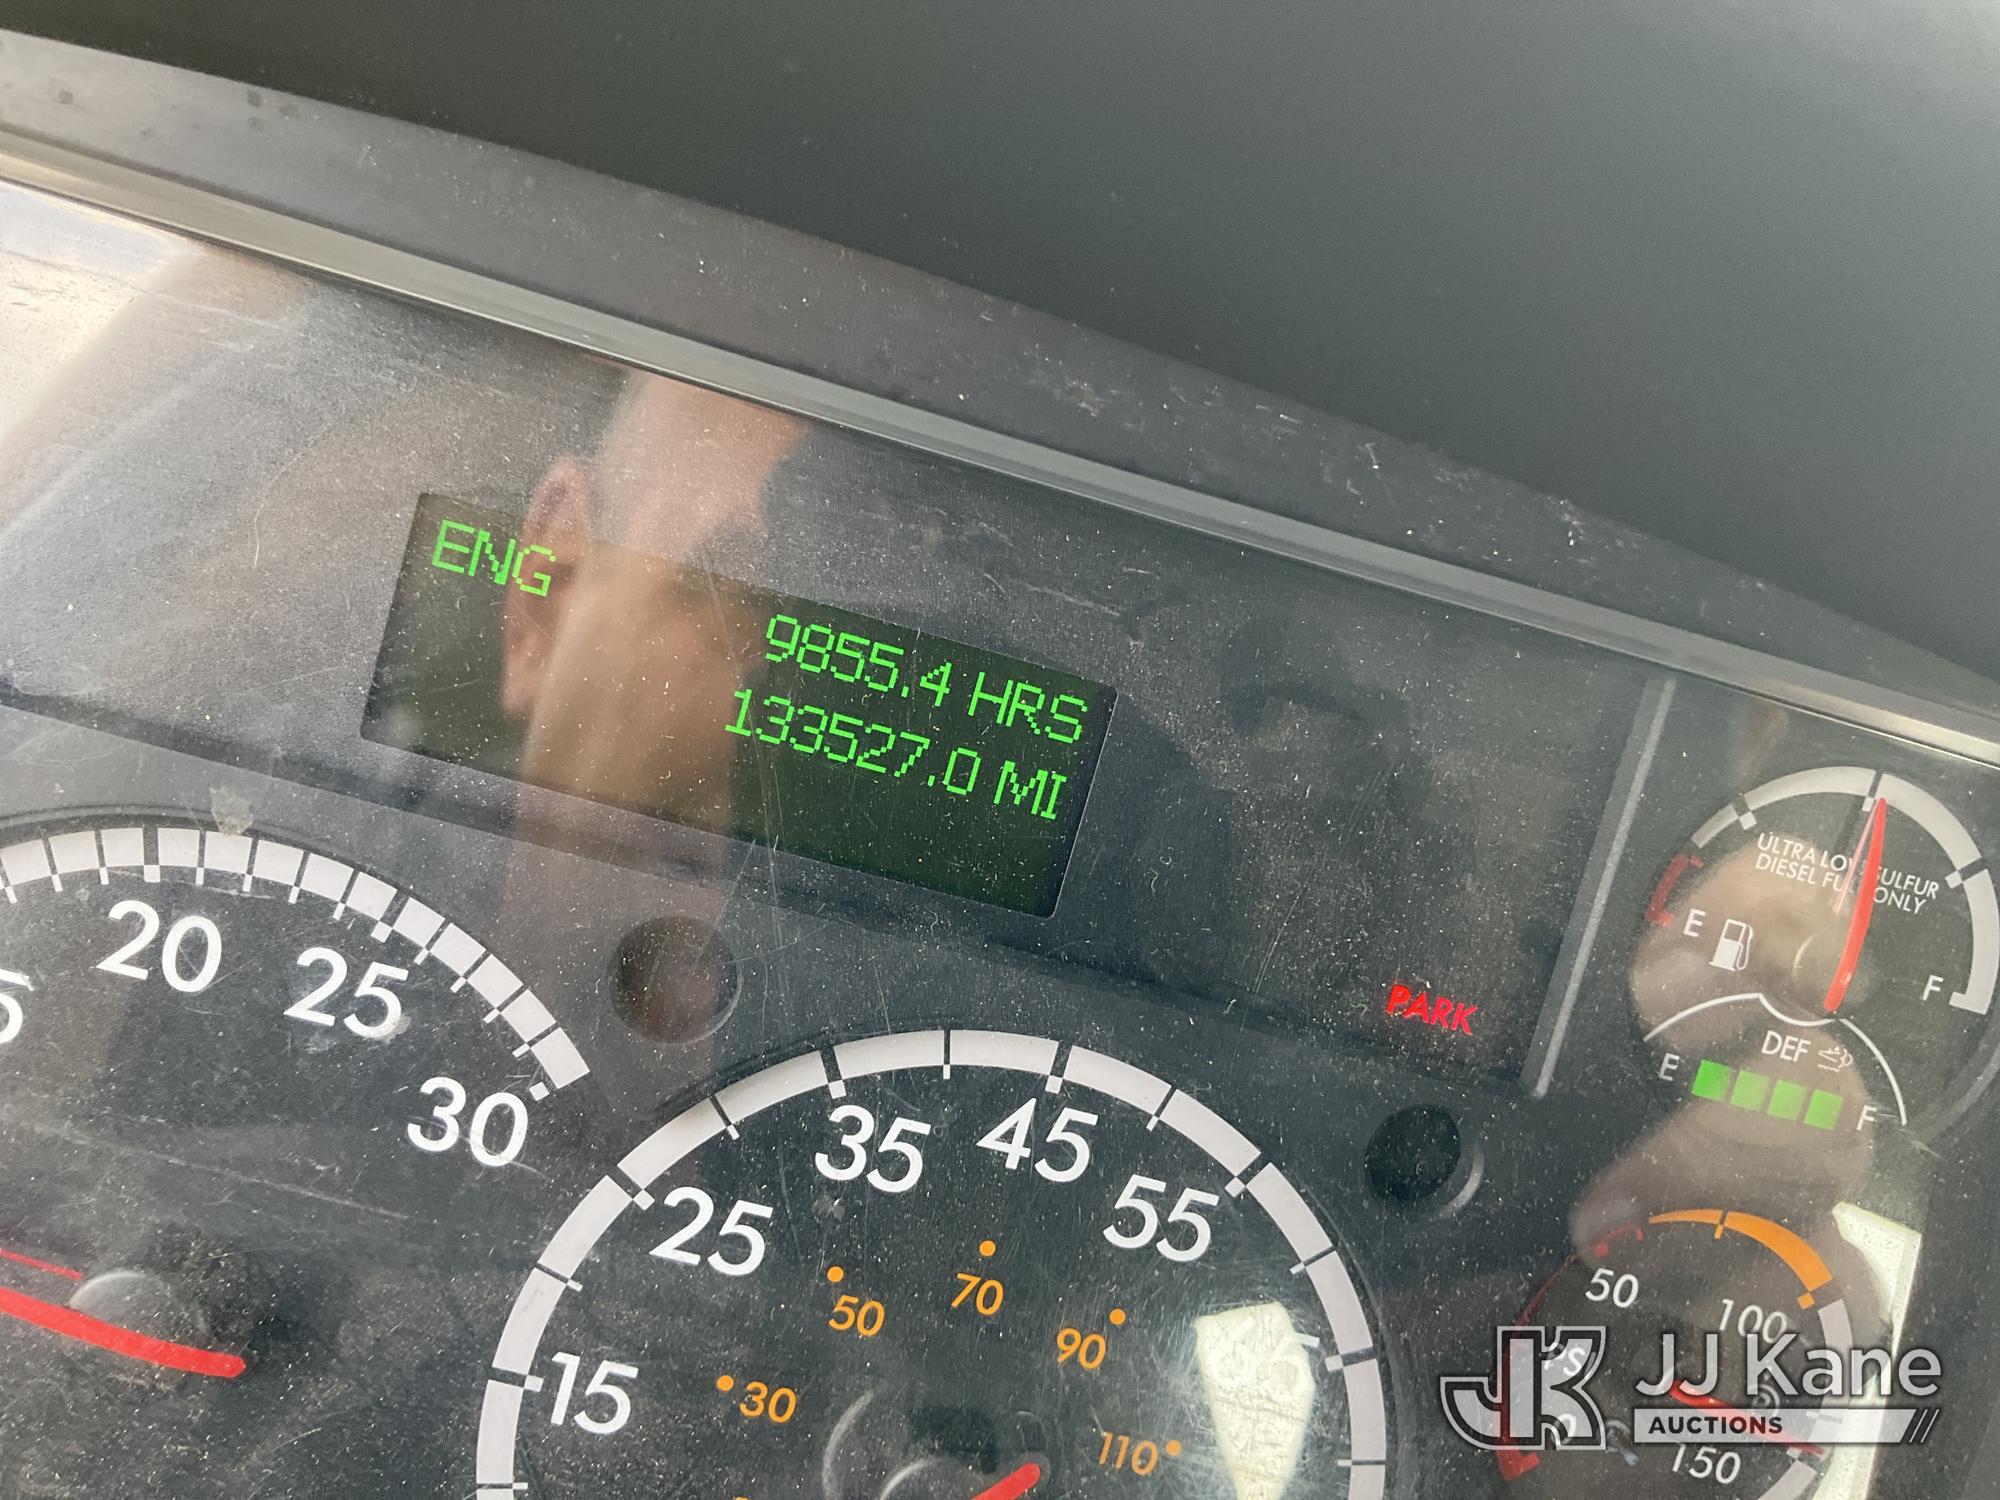 ENG
9855.4 HRS
133527.0 MI
ULTRA LOW SULFUR
DIESEL FUEL ONLY
E
F
PARK
DEF
E
F
20
25
30
15
25
35
45
55
30
50
70
90
110
50
100
150
JK
JJ Kane
AUCTIONS